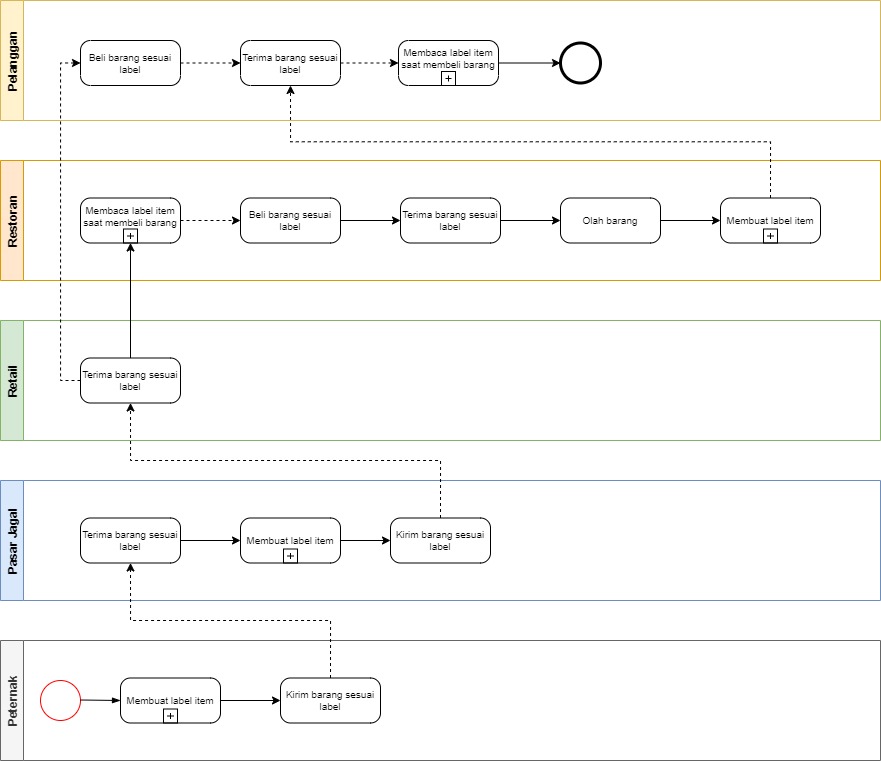 Pelanggan
Beli barang sesuai
label
Terima barang sesuai
label
Membaca label item
saat membeli barang
Restoran
Membaca label item
saat membeli barang
Beli barang sesuai
label
Terima barang sesuai
label
Olah barang
Membuat label item
Retail
Terima barang sesuai
label
Pasar Jagal
Terima barang sesuai
label
Membuat label item
Kirim barang sesuai
label
Peternak
Membuat label item
Kirim barang sesuai
label